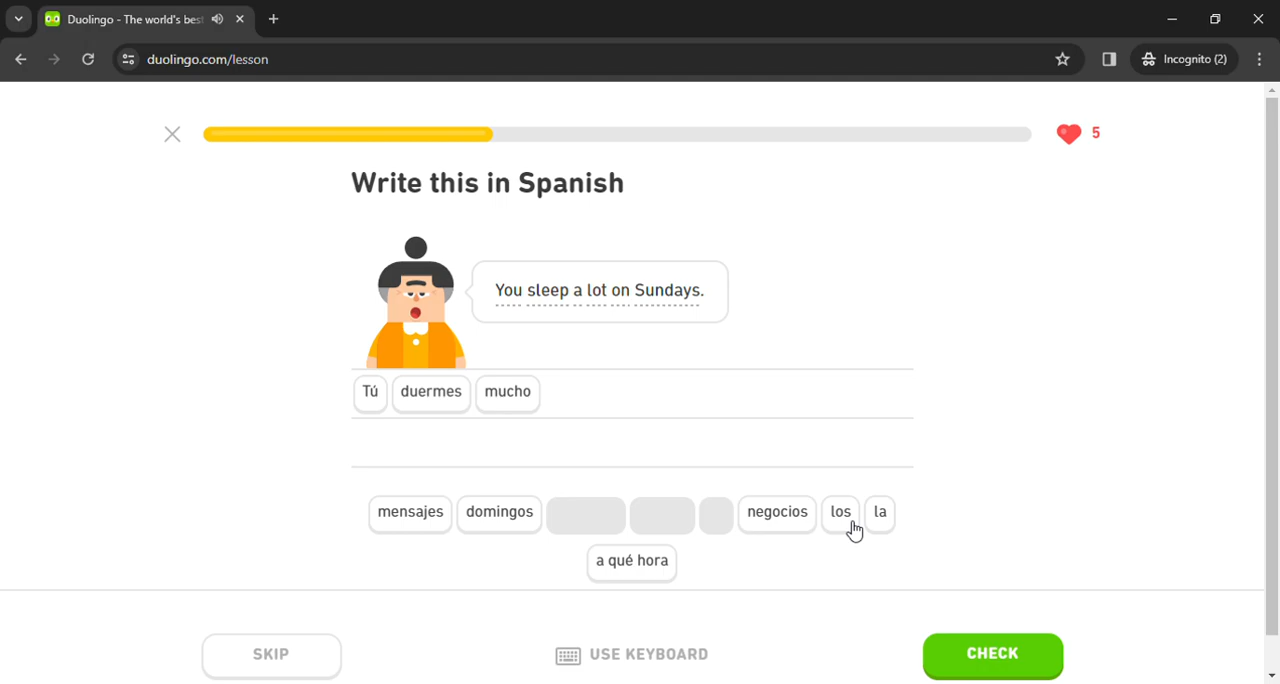 Duolingo - The world's bes
duolingo.com/lesson
Incognito (2)
5
Write this in Spanish
You sleep a lot on Sundays.
Tú duermes mucho
mensajes domingos negocios los la
a qué hora
SKIP USE KEYBOARD CHECK